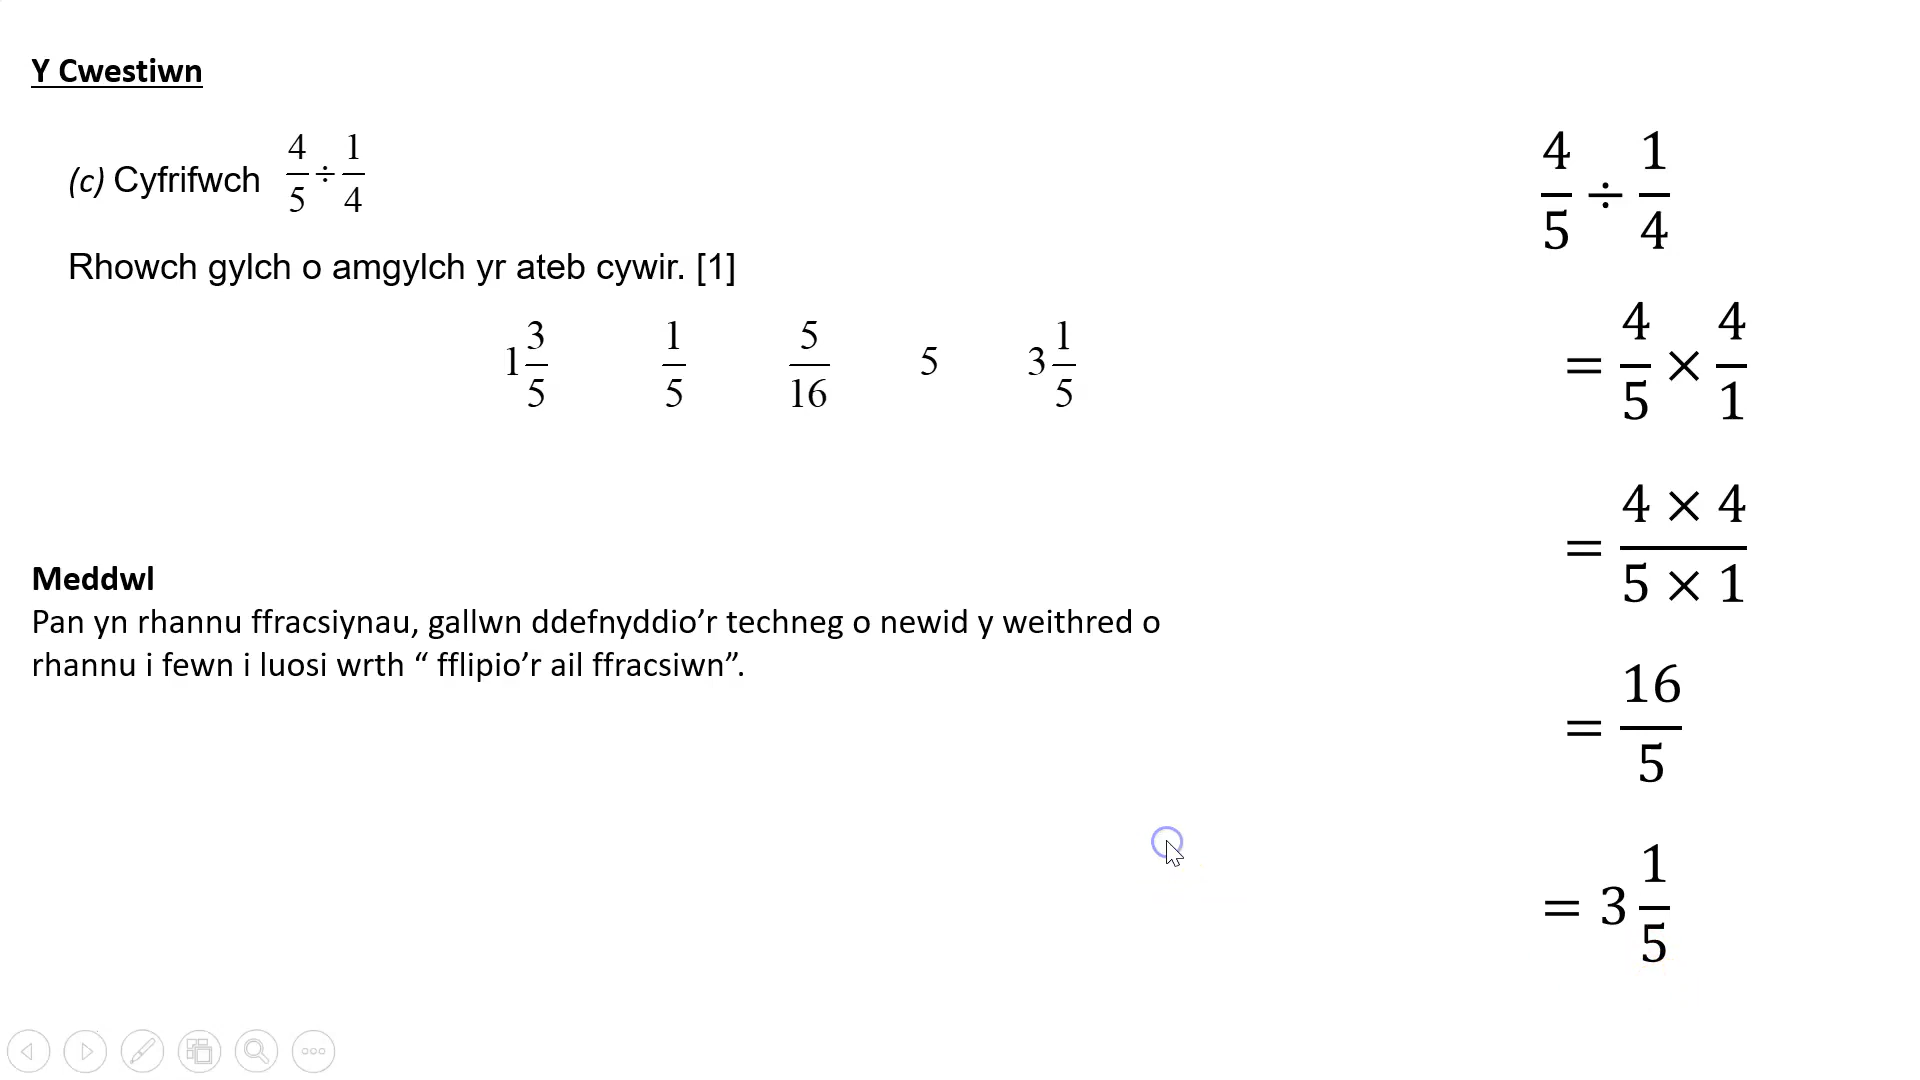 Y Cwestiwn
(c) Cyfrifwch 4/5 ÷ 1/4
Rhowch gylch o amgylch yr ateb cywir. [1]
1 3/5   1/5   5/16   5   3 1/5
Meddwl
Pan yn rhannu ffracsiynau, gallwn ddefnyddio’r techneg o newid y weithred o
rhannu i fewn i luosi wrth “ fflipio’r ail ffracsiwn”.
4/5 ÷ 1/4
= 4/5 × 4/1
= (4 × 4)/(5 × 1)
= 16/5
= 3 1/5